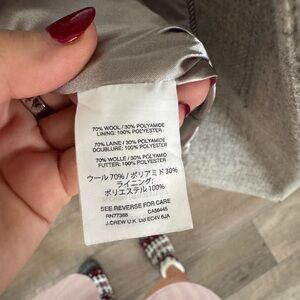 70% WOOL / 30% POLYAMIDE
LINING: 100% POLYESTER
70% LAINE / 30% POLYAMIDE
DOUBLURE: 100% POLYESTER
70% WOLLE / 30% POLYAMID
FUTTER: 100% POLYESTER
ウール 70% / ポリアミド 30%
ライニング:
ポリエステル 100%
SEE REVERSE FOR CARE
RN77388 CA56445
J.CREW U.K. Ltd EC4V 6JA